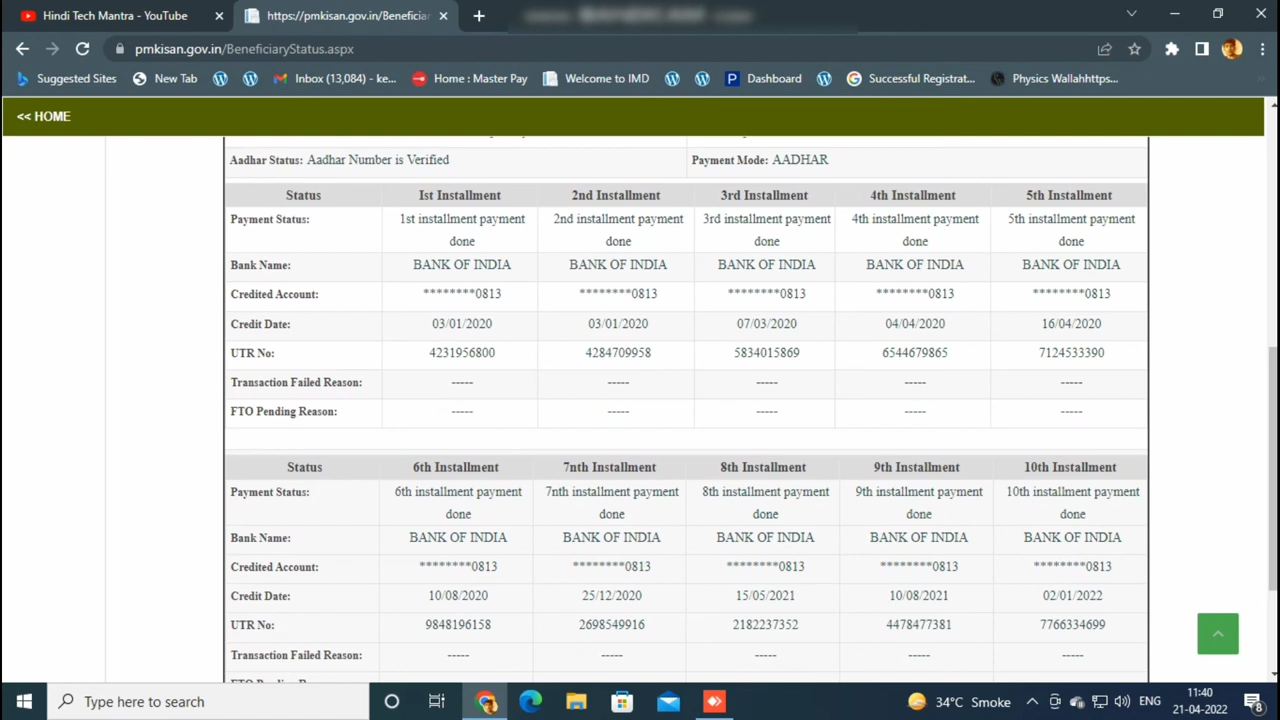 Hindi Tech Mantra - YouTube
https://pmkisan.gov.in/Beneficiar
pmkisan.gov.in/BeneficiaryStatus.aspx
Suggested Sites New Tab Inbox (13,084) - ke... Home : Master Pay Welcome to IMD Dashboard Successful Registrat... Physics Wallahhttps...
<< HOME
Aadhar Status: Aadhar Number is Verified Payment Mode: AADHAR
Status Ist Installment 2nd Installment 3rd Installment 4th Installment 5th Installment
Payment Status: 1st installment payment done 2nd installment payment done 3rd installment payment done 4th installment payment done 5th installment payment done
Bank Name: BANK OF INDIA BANK OF INDIA BANK OF INDIA BANK OF INDIA BANK OF INDIA
Credited Account: ********0813 ********0813 ********0813 ********0813 ********0813
Credit Date: 03/01/2020 03/01/2020 07/03/2020 04/04/2020 16/04/2020
UTR No: 4231956800 4284709958 5834015869 6544679865 7124533390
Transaction Failed Reason: ----- ----- ----- ----- -----
FTO Pending Reason: ----- ----- ----- ----- -----
Status 6th Installment 7nth Installment 8th Installment 9th Installment 10th Installment
Payment Status: 6th installment payment done 7nth installment payment done 8th installment payment done 9th installment payment done 10th installment payment done
Bank Name: BANK OF INDIA BANK OF INDIA BANK OF INDIA BANK OF INDIA BANK OF INDIA
Credited Account: ********0813 ********0813 ********0813 ********0813 ********0813
Credit Date: 10/08/2020 25/12/2020 15/05/2021 10/08/2021 02/01/2022
UTR No: 9848196158 2698549916 2182237352 4478477381 7766334699
Transaction Failed Reason: ----- ----- ----- ----- -----
Type here to search
34°C Smoke
ENG
11:40
21-04-2022
8